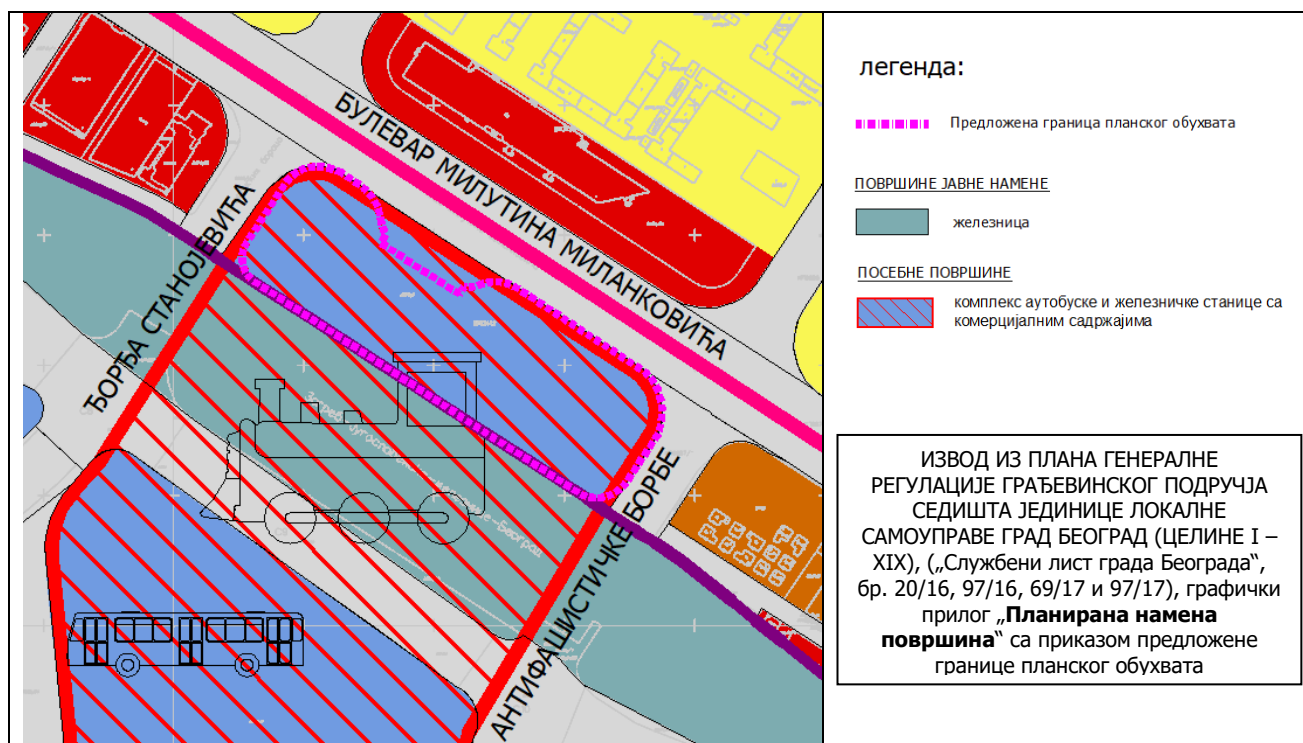 БУЛЕВАР МИЛУТИНА МИЛАНКОВИЋА
ЂОРЂА СТАНОЈЕВИЋА
АНТИФАШИСТИЧКЕ БОРБЕ
легенда:
Предложена граница планског обухвата
ПОВРШИНЕ ЈАВНЕ НАМЕНЕ
железница
ПОСЕБНЕ ПОВРШИНЕ
комплекс аутобуске и железничке станице са
комерцијалним садржајима
ИЗВОД ИЗ ПЛАНА ГЕНЕРАЛНЕ
РЕГУЛАЦИЈЕ ГРАЂЕВИНСКОГ ПОДРУЧЈА
СЕДИШТА ЈЕДИНИЦЕ ЛОКАЛНЕ
САМОУПРАВЕ ГРАД БЕОГРАД (ЦЕЛИНЕ I –
XIX), („Службени лист града Београда“,
бр. 20/16, 97/16, 69/17 и 97/17), графички
прилог „Планирана намена
површина“ са приказом предложене
границе планског обухвата